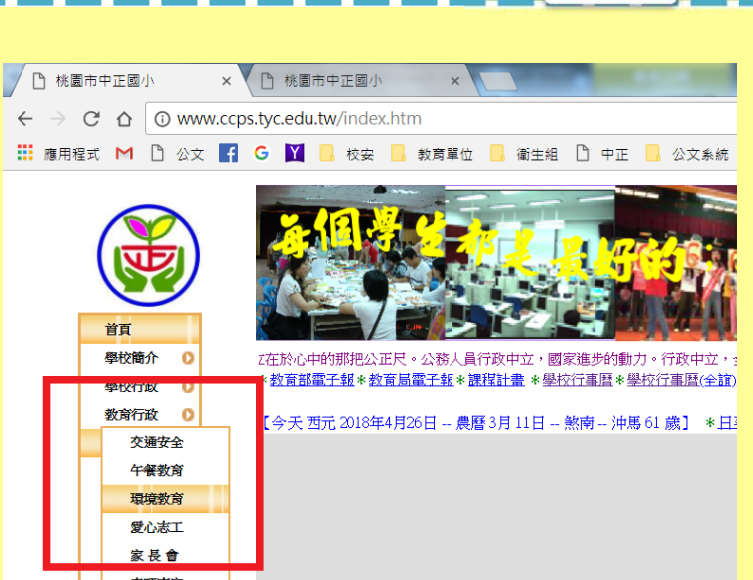 桃園市中正國小 × 桃園市中正國小 ×
www.ccps.tyc.edu.tw/index.htm
應用程式 公文 校安 教育單位 衛生組 中正 公文系統
每個學生都是最好的
正
首頁
學校簡介
學校行政
教育行政
交通安全
午餐教育
環境教育
愛心志工
家長會
在於心中的那把公正尺。公務人員行政中立，國家進步的動力。行政中立，
*教育部電子報*教育局電子報*課程計畫 *學校行事曆*學校行事曆(全誼)
【今天 西元 2018年4月26日 -- 農曆 3月 11日 -- 煞南 -- 沖馬 61 歲】 *日